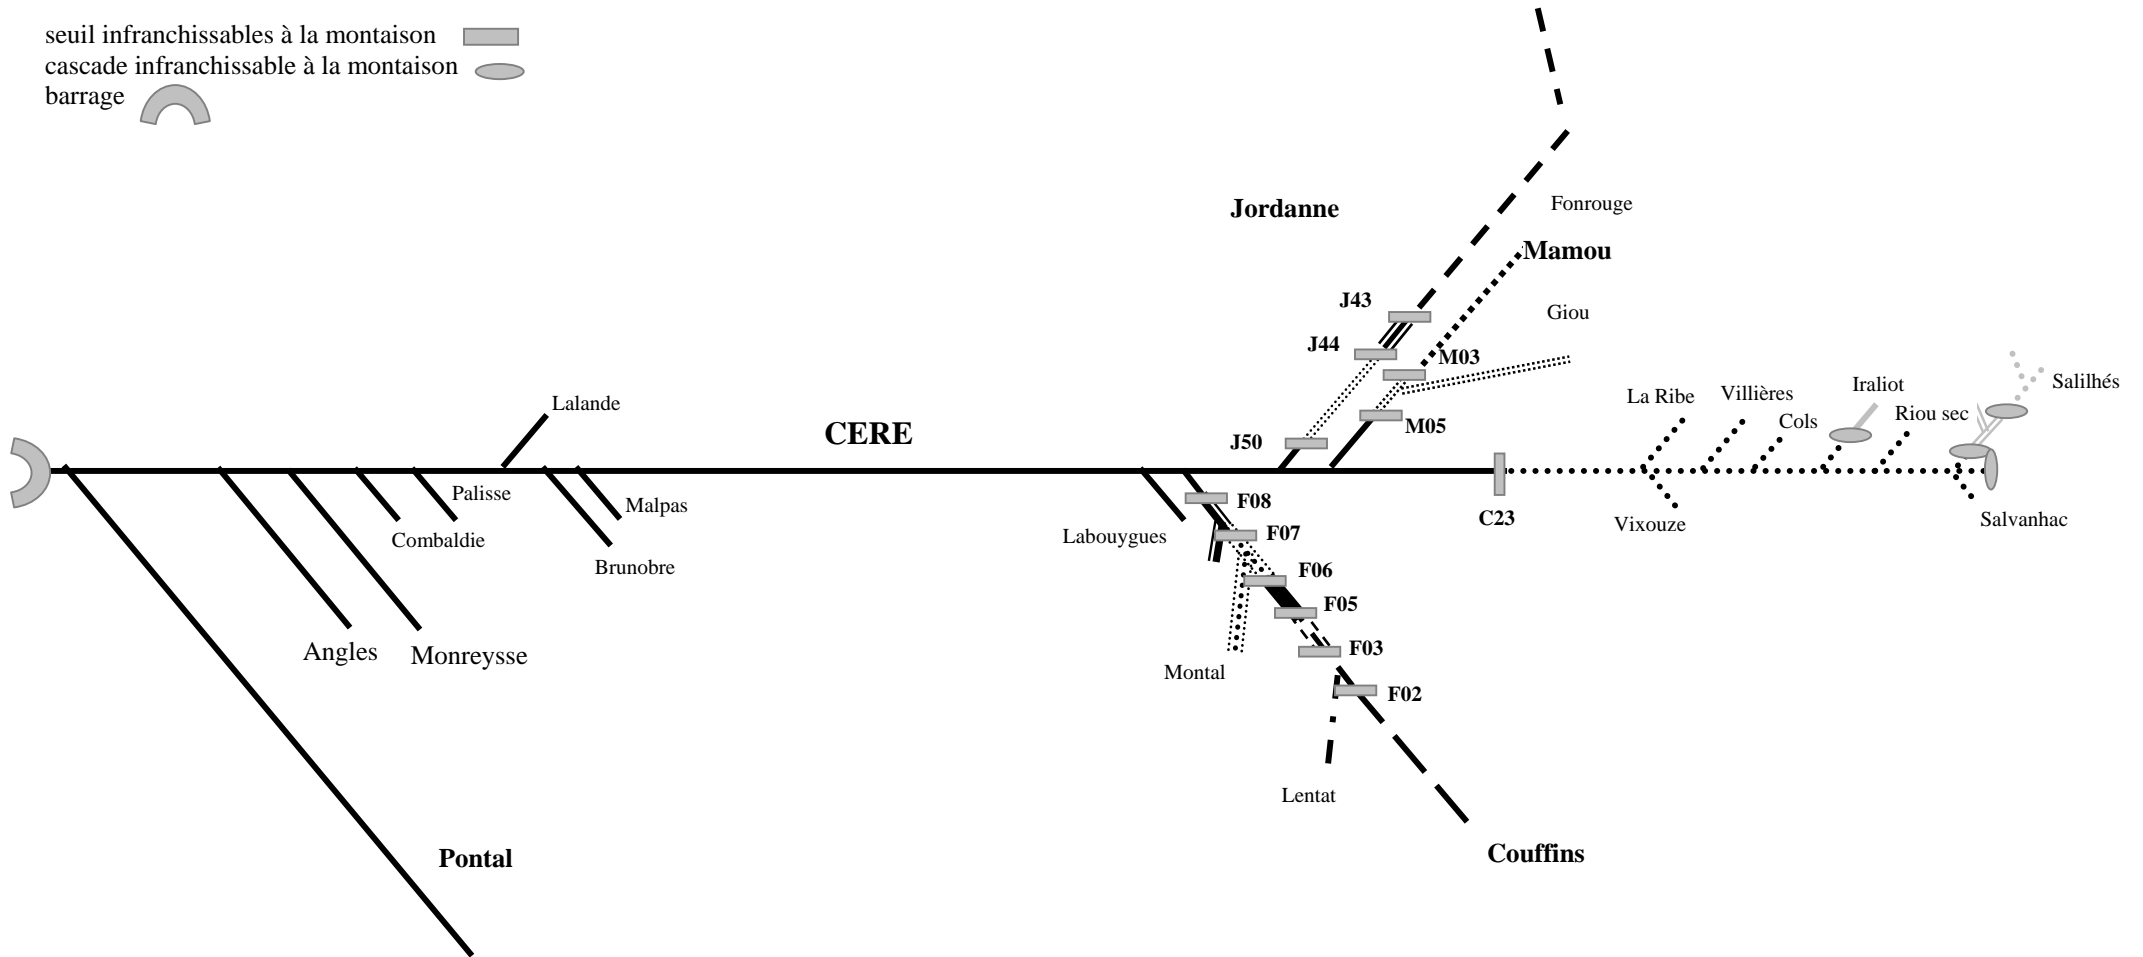 seuil infranchissables à la montaison
cascade infranchissable à la montaison
barrage
Jordanne
Fonrouge
Mamou
J43
Giou
J44
M03
Lalande
CERE
J50
M05
La Ribe
Villières
Cols
Iraliot
Riou sec
Salilhés
Palisse
Combaldie
Malpas
Brunobre
Labouygues
F08
F07
C23
Vixouze
Salvanhac
F06
F05
Angles
Monreysse
F03
Montal
F02
Lentat
Pontal
Couffins